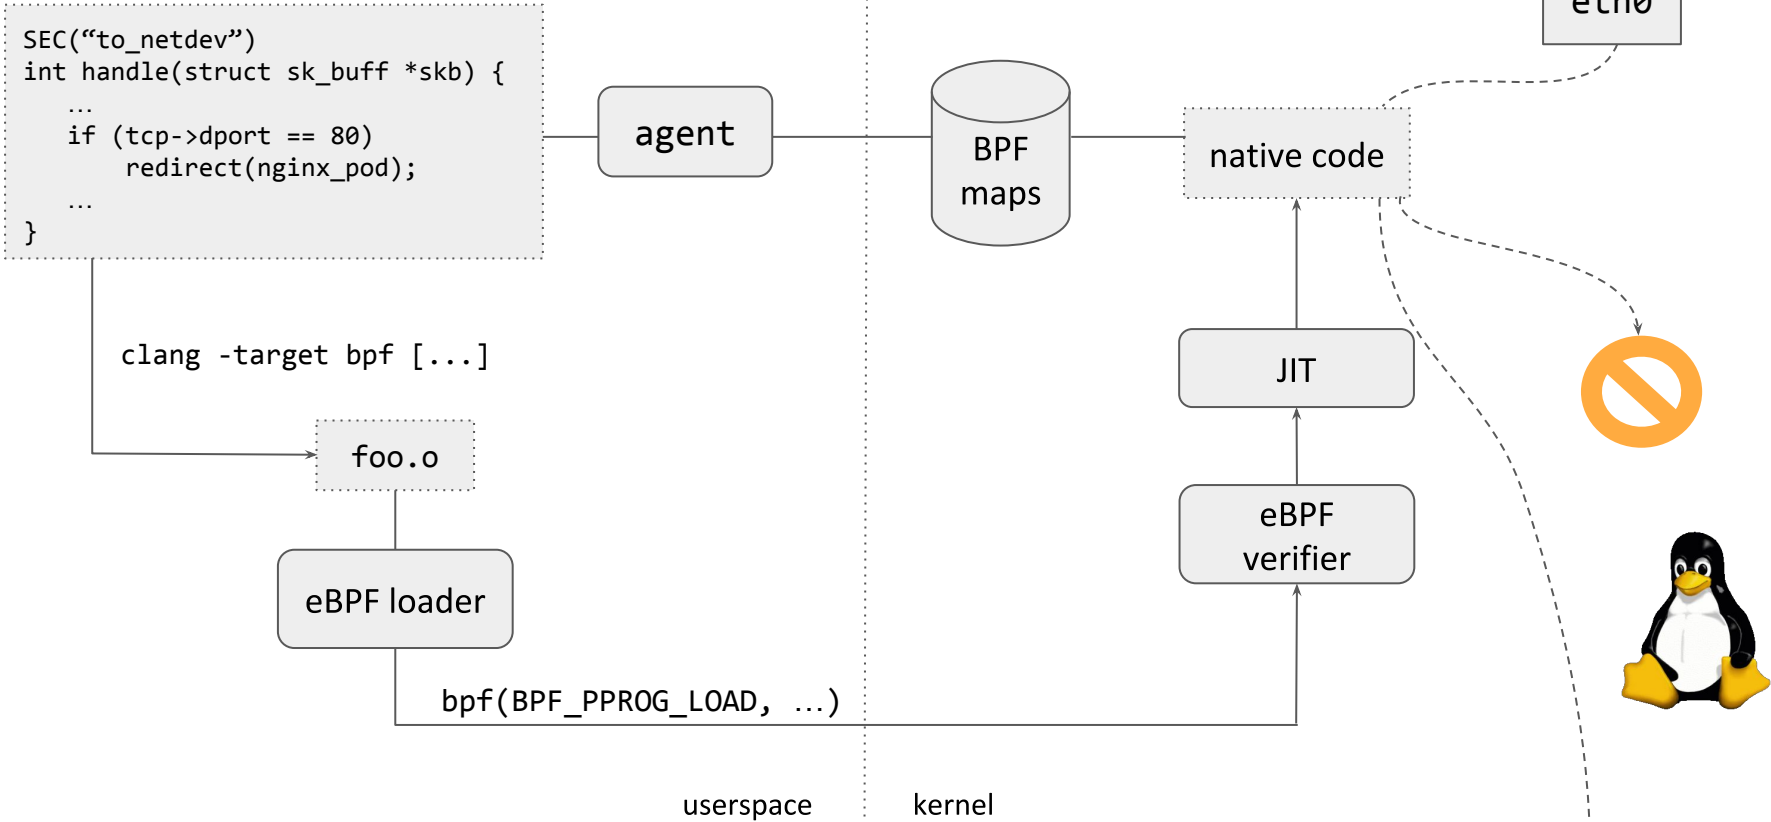 SEC(“to_netdev”)
int handle(struct sk_buff *skb) {
…
if (tcp->dport == 80)
redirect(nginx_pod);
…
}
agent
BPF
maps
native code
eth0
clang -target bpf [...]
foo.o
JIT
eBPF
verifier
eBPF loader
bpf(BPF_PPROG_LOAD, …)
userspace
kernel